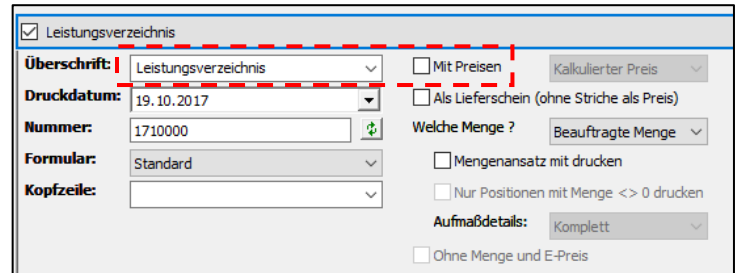 Leistungsverzeichnis
Überschrift: Leistungsverzeichnis Mit Preisen Kalkulierter Preis
Druckdatum: 19.10.2017 Als Lieferschein (ohne Striche als Preis)
Nummer: 1710000 Welche Menge ? Beauftragte Menge
Formular: Standard Mengenansatz mit drucken
Kopfzeile: Nur Positionen mit Menge <> 0 drucken
Aufmaßdetails: Komplett
Ohne Menge und E-Preis